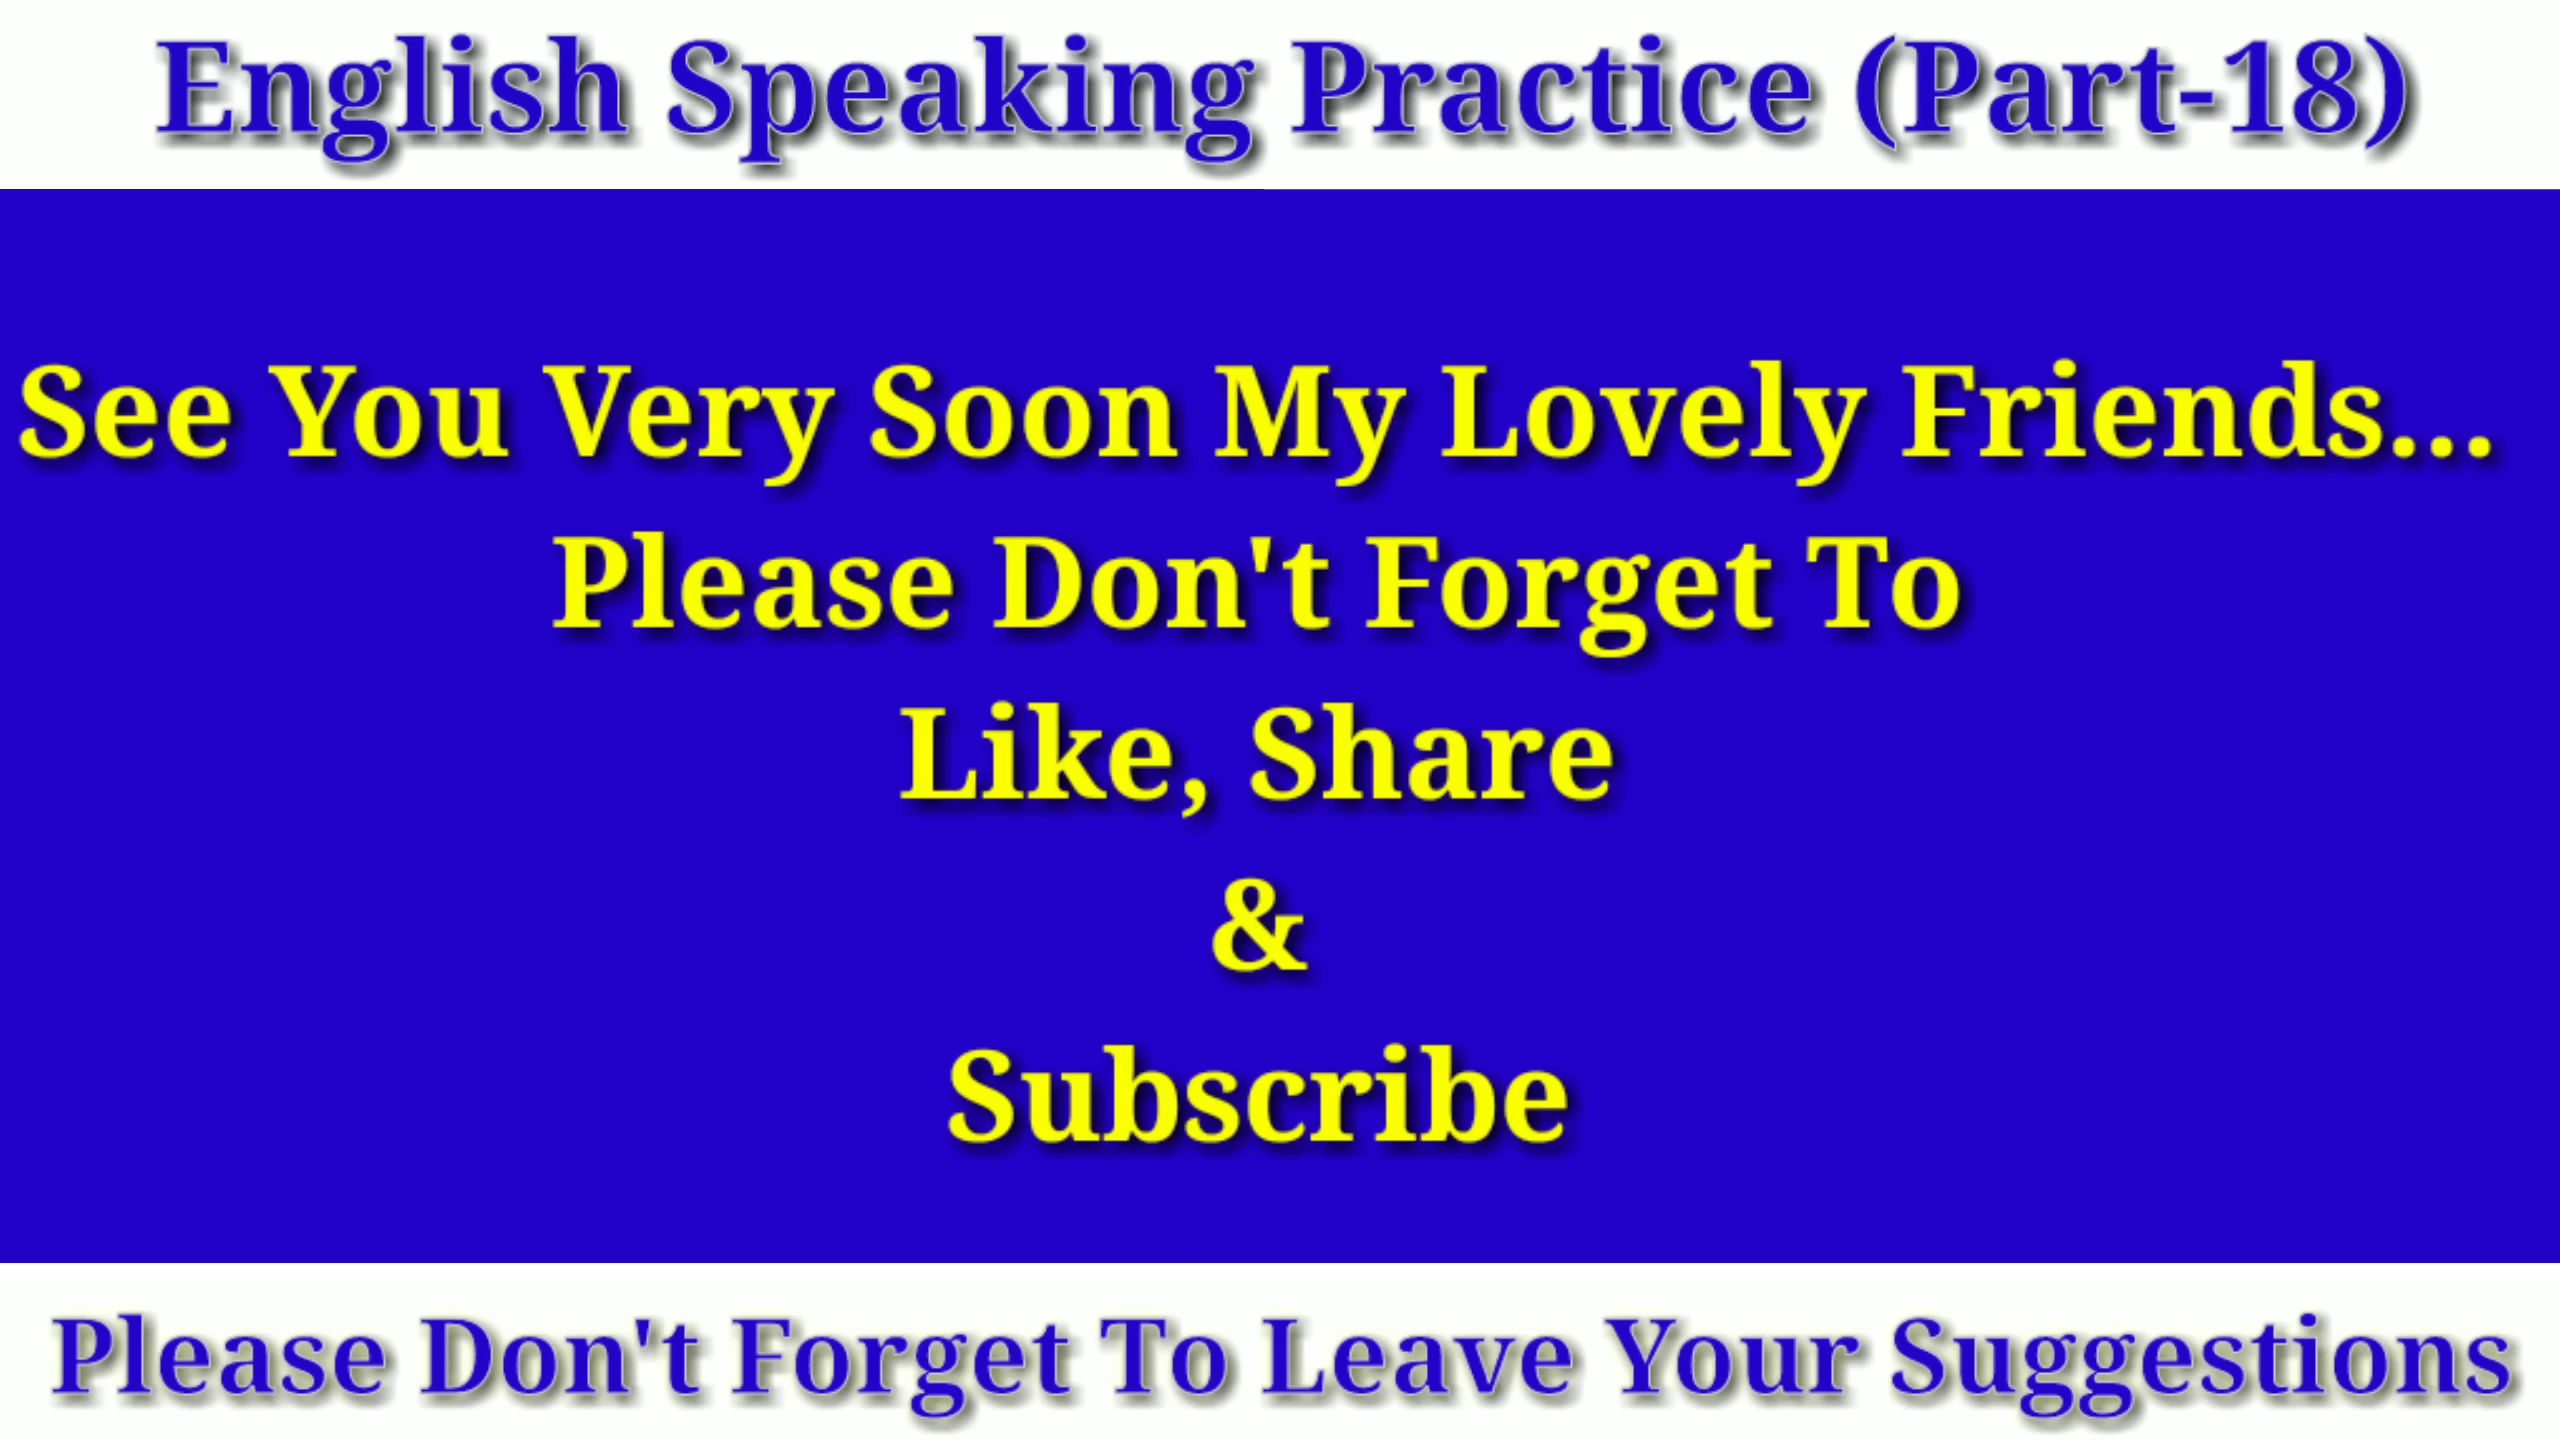 English Speaking Practice (Part-18)
See You Very Soon My Lovely Friends...
Please Don't Forget To
Like, Share
&
Subscribe
Please Don't Forget To Leave Your Suggestions